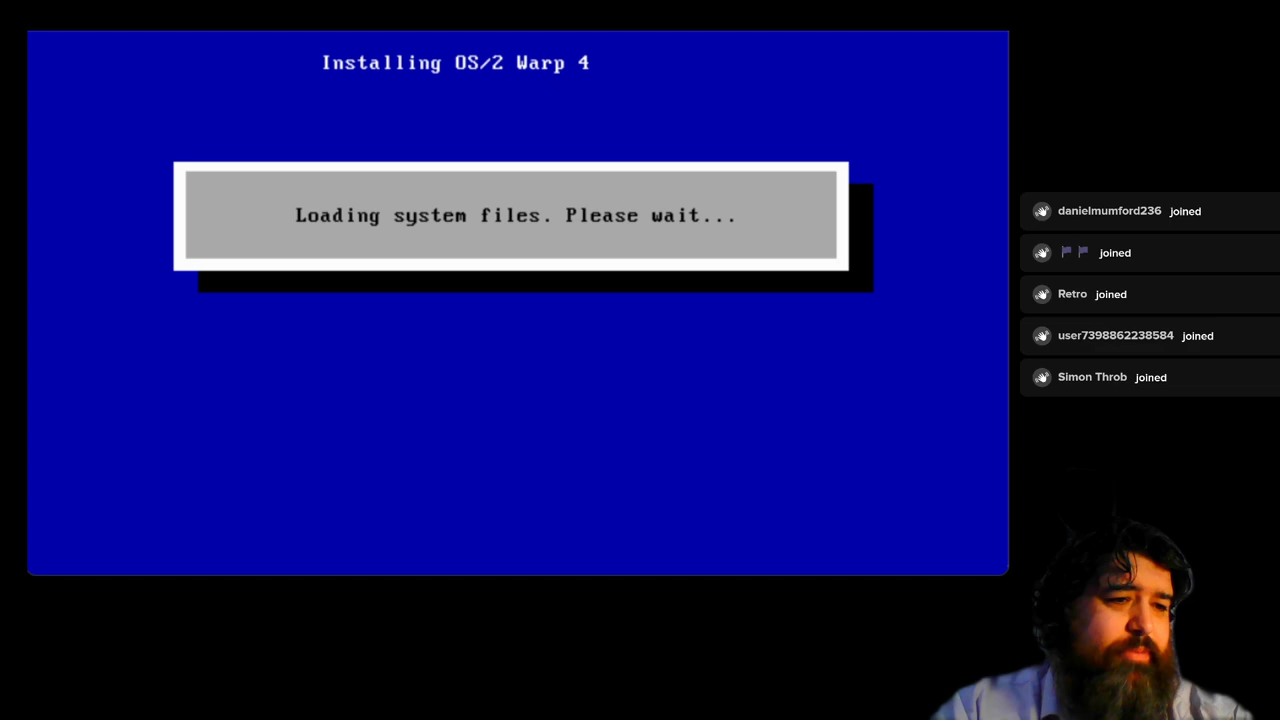 Installing OS/2 Warp 4
Loading system files. Please wait...
danielmumford236 joined
joined
Retro joined
user7398862238584 joined
Simon Throb joined